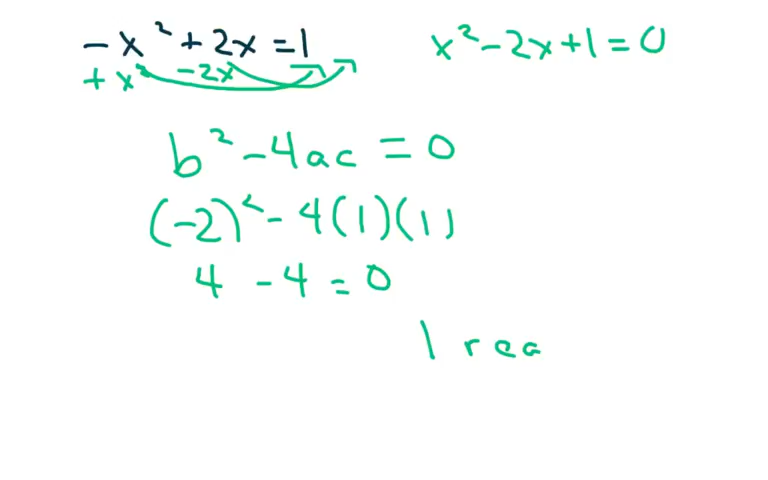 -x² + 2x = 1
+x² -2x
x² - 2x + 1 = 0
b² - 4ac = 0
(-2)² - 4(1)(1)
4 - 4 = 0
1 rea